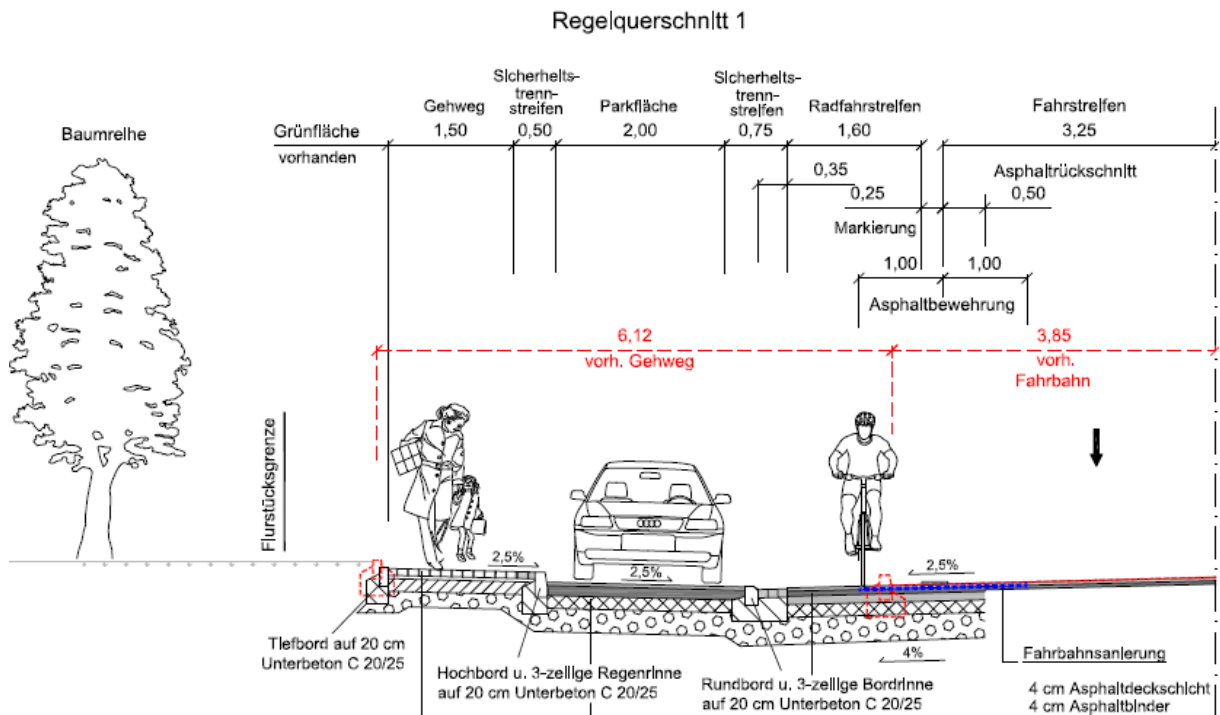 Regelquerschnitt 1
Sicherheits-
trenn-
streifen
Sicherheits-
trenn-
streifen
Gehweg
Parkfläche
Radfahrstreifen
Fahrstreifen
Baumreihe
Grünfläche
1,50
0,50
2,00
0,75
1,60
3,25
vorhanden
0,35
Asphaltrückschnitt
0,25
0,50
Markierung
1,00
1,00
Asphaltbewehrung
6,12
3,85
vorh. Gehweg
vorh.
Fahrbahn
Flurstücksgrenze
2,5%
2,5%
2,5%
4%
Tiefbord auf 20 cm
Unterbeton C 20/25
Hochbord u. 3-zeilige Regenrinne
auf 20 cm Unterbeton C 20/25
Rundbord u. 3-zeilige Bordrinne
auf 20 cm Unterbeton C 20/25
Fahrbahnsanierung
4 cm Asphaltdeckschicht
4 cm Asphaltbinder